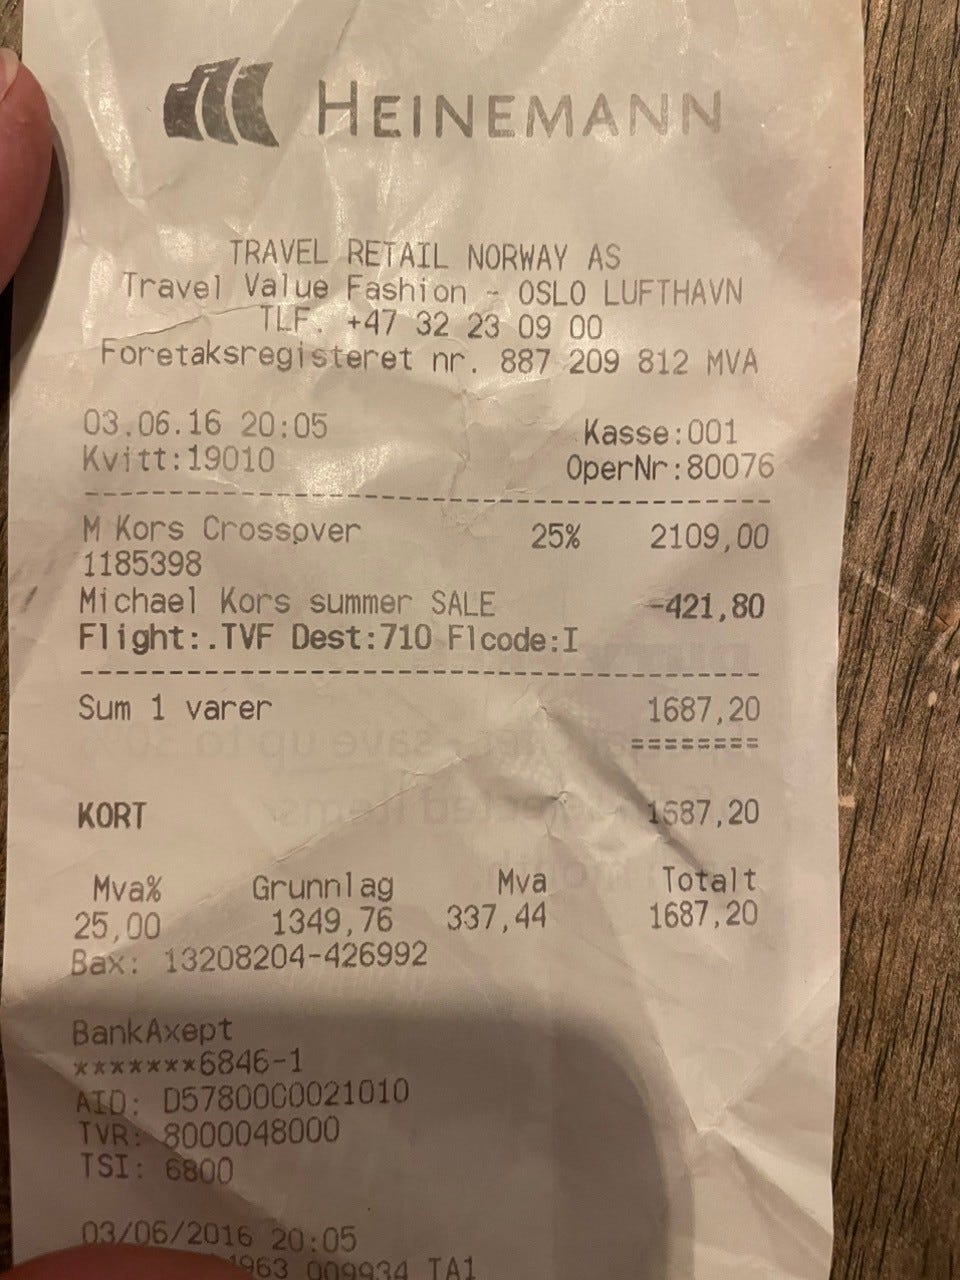 HEINEMANN
TRAVEL RETAIL NORWAY AS
Travel Value Fashion - OSLO LUFTHAVN
TLF. +47 32 23 09 00
Foretaksregisteret nr. 887 209 812 MVA
03.06.16 20:05 Kasse:001
Kvitt:19010 OperNr:80076
M Kors Crossover 25% 2109,00
1185398
Michael Kors summer SALE -421,80
Flight:.TVF Dest:710 Flcode:I
Sum 1 varer 1687,20
========
KORT 1687,20
Mva% Grunnlag Mva Totalt
25,00 1349,76 337,44 1687,20
Bax: 13208204-426992
BankAxept
*******6846-1
AID: D5780000021010
TVR: 8000048000
TSI: 6800
03/06/2016 20:05
009934 TA1